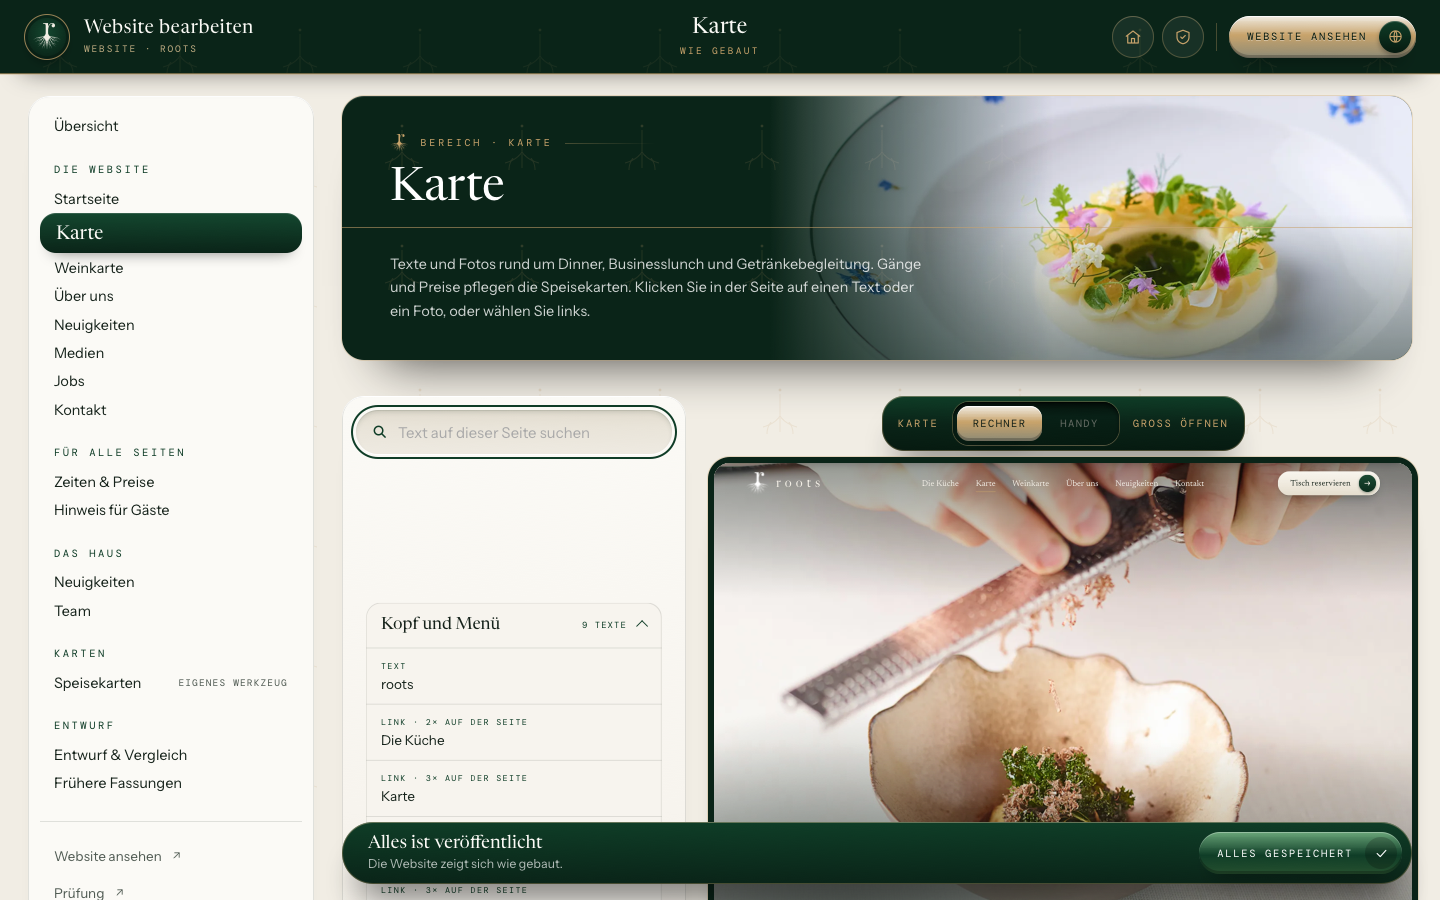 r
Website bearbeiten
WEBSITE · ROOTS
Karte
WIE GEBAUT
WEBSITE ANSEHEN
Übersicht
DIE WEBSITE
Startseite
Karte
Weinkarte
Über uns
Neuigkeiten
Medien
Jobs
Kontakt
FÜR ALLE SEITEN
Zeiten & Preise
Hinweis für Gäste
DAS HAUS
Neuigkeiten
Team
KARTEN
Speisekarten EIGENES WERKZEUG
ENTWURF
Entwurf & Vergleich
Frühere Fassungen
Website ansehen
Prüfung
r BEREICH · KARTE
Karte
Texte und Fotos rund um Dinner, Businesslunch und Getränkebegleitung. Gänge
und Preise pflegen die Speisekarten. Klicken Sie in der Seite auf einen Text oder
ein Foto, oder wählen Sie links.
Text auf dieser Seite suchen
Kopf und Menü 9 TEXTE
TEXT
roots
LINK · 2× AUF DER SEITE
Die Küche
LINK · 3× AUF DER SEITE
Karte
LINK · 3× AUF DER SEITE
KARTE RECHNER HANDY GROSS ÖFFNEN
r roots Die Küche Karte Weinkarte Über uns Neuigkeiten Kontakt Tisch reservieren
Alles ist veröffentlicht
Die Website zeigt sich wie gebaut.
ALLES GESPEICHERT